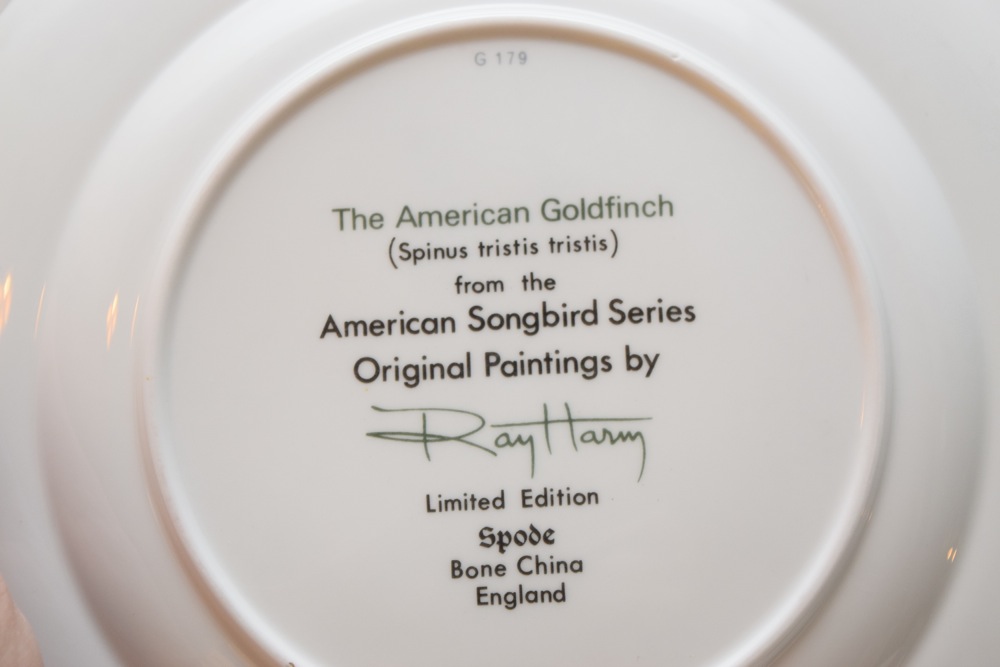 G 179
The American Goldfinch
(Spinus tristis tristis)
from the
American Songbird Series
Original Paintings by
Ray Harm
Limited Edition
Spode
Bone China
England